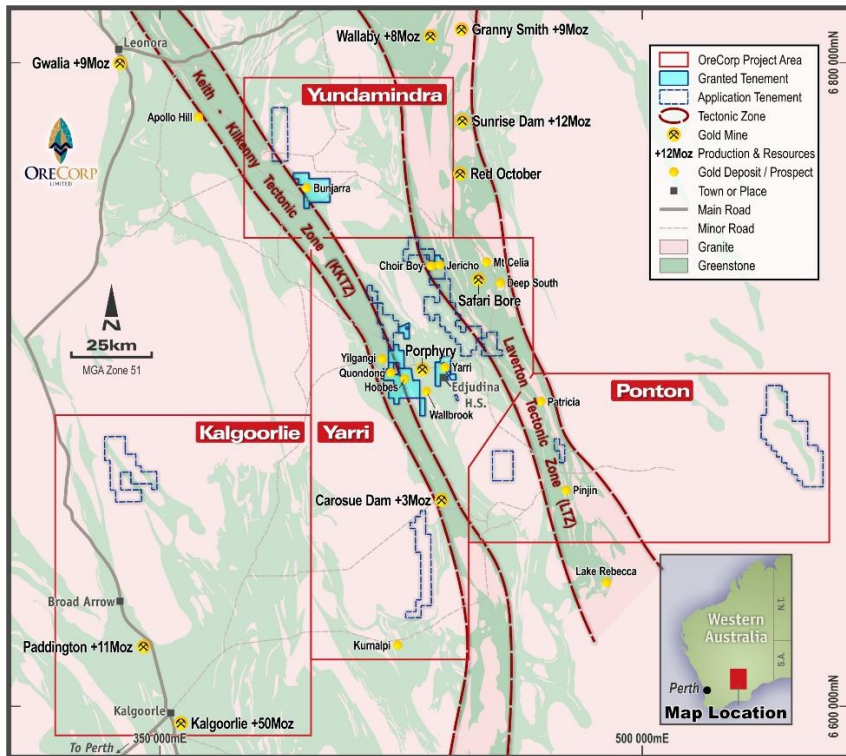 Leonora
Gwalia +9Moz
Wallaby +8Moz
Granny Smith +9Moz
Yundamindra
Apollo Hill
Keith - Kilkenny Tectonic Zone (KKTZ)
Sunrise Dam +12Moz
Red October
Bunjarra
ORECORP
LIMITED
OreCorp Project Area
Granted Tenement
Application Tenement
Tectonic Zone
Gold Mine
+12Moz Production & Resources
Gold Deposit / Prospect
Town or Place
Main Road
Minor Road
Granite
Greenstone
6 800 000mN
Choir Boy
Jericho
Mt Celia
Deep South
Safari Bore
N
25km
MGA Zone 51
Yilgangi
Quondong
Hobbes
Porphyry
Yarri
Edjudina
H.S.
Wallbrook
Laverton Tectonic Zone (LTZ)
Patricia
Ponton
Kalgoorlie
Yarri
Carosue Dam +3Moz
Pinjin
Lake Rebecca
Broad Arrow
Paddington +11Moz
Kurnalpi
Kalgoorle
Kalgoorlie +50Moz
To Perth
350 000mE
500 000mE
6 600 000mN
Western
Australia
N.T.
S.A.
Perth
Map Location